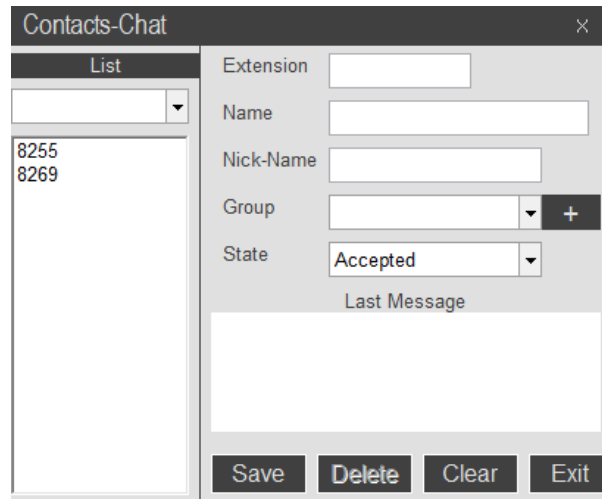 Contacts-Chat X
List
8255
8269
Extension
Name
Nick-Name
Group +
State Accepted
Last Message
Save Delete Clear Exit